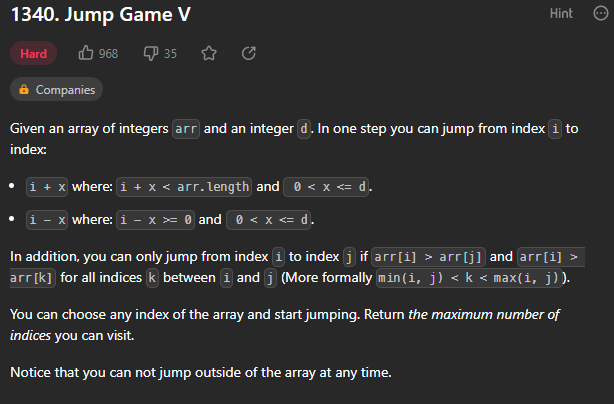 1340. Jump Game V
Hint
Hard 968 35
Companies
Given an array of integers arr and an integer d. In one step you can jump from index i to
index:
• i + x where: i + x < arr.length and 0 < x <= d.
• i - x where: i - x >= 0 and 0 < x <= d.
In addition, you can only jump from index i to index j if arr[i] > arr[j] and arr[i] >
arr[k] for all indices k between i and j (More formally min(i, j) < k < max(i, j)).
You can choose any index of the array and start jumping. Return the maximum number of
indices you can visit.
Notice that you can not jump outside of the array at any time.